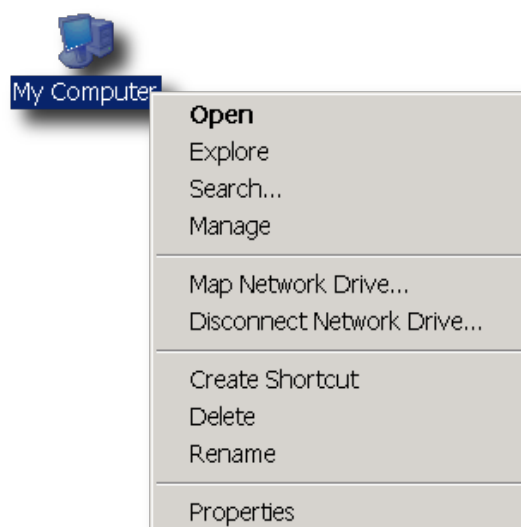 My Computer
Open
Explore
Search...
Manage
Map Network Drive...
Disconnect Network Drive...
Create Shortcut
Delete
Rename
Properties